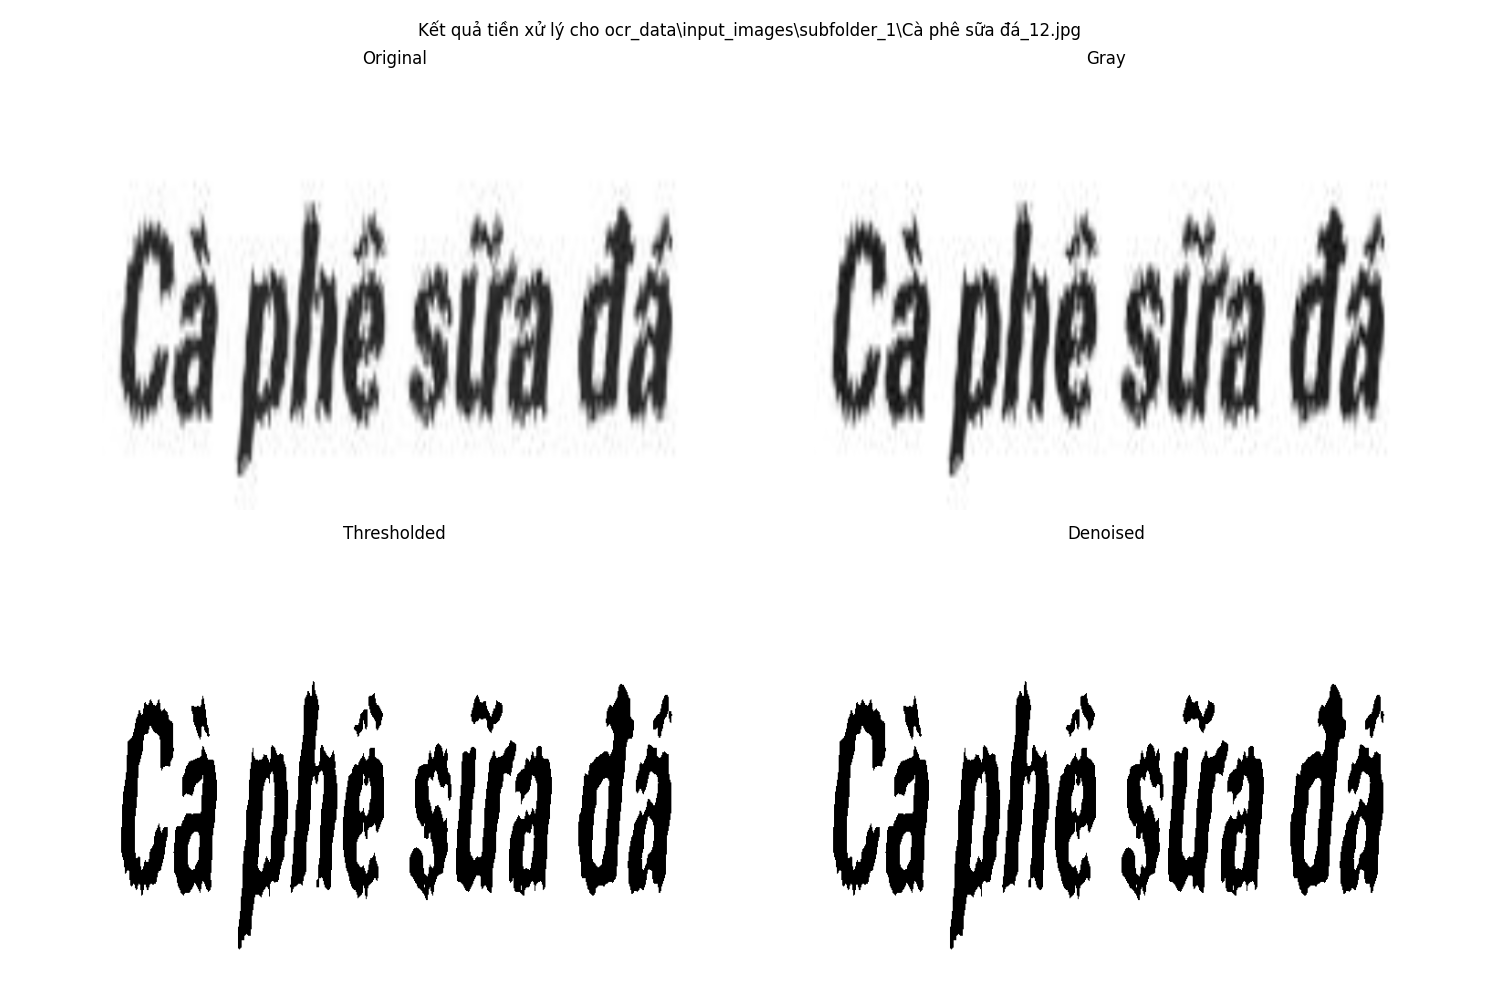 Kết quả tiền xử lý cho ocr_data\input_images\subfolder_1\Cà phê sữa đá_12.jpg
Original
Gray
Cà phê sữa đá
Cà phê sữa đá
Thresholded
Denoised
Cà phê sữa đá
Cà phê sữa đá